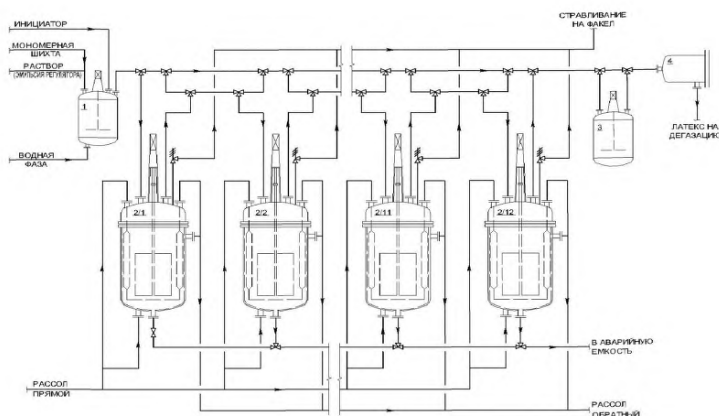 ИНИЦИАТОР
МОНОМЕРНАЯ
ШИХТА
РАСТВОР
(ЭМУЛЬСИЯ РЕГУЛЯТОРА)
ВОДНАЯ
ФАЗА
1
СТРАВЛИВАНИЕ
НА ФАКЕЛ
4
3
ЛАТЕКС НА
ДЕГАЗАЦИЮ
2/1
2/2
2/11
2/12
В АВАРИЙНУЮ
ЕМКОСТЬ
РАССОЛ
ПРЯМОЙ
РАССОЛ
ОБРАТНЫЙ